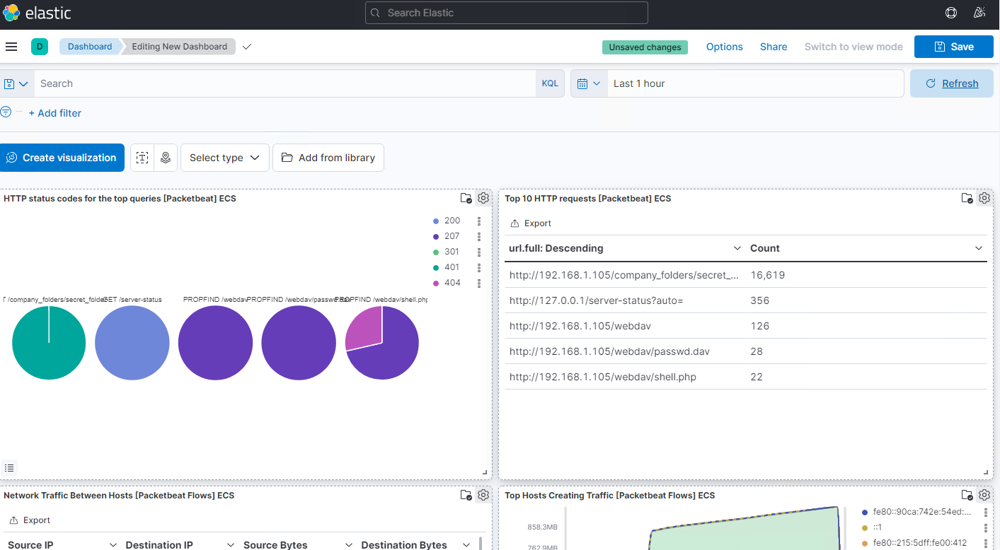 elastic
Search Elastic
D
Dashboard
Editing New Dashboard
Unsaved changes
Options
Share
Switch to view mode
Save
Search
KQL
Last 1 hour
Refresh
+ Add filter
Create visualization
T
Select type
Add from library
HTTP status codes for the top queries [Packetbeat] ECS
200
207
301
401
404
/company_folders/secret_folder
GET /server-status
PROPFIND /webdav
PROPFIND /webdav/passwd.dav
PROPFIND /webdav/shell.php
Top 10 HTTP requests [Packetbeat] ECS
Export
url.full: Descending Count
http://192.168.1.105/company_folders/secret_... 16,619
http://127.0.0.1/server-status?auto= 356
http://192.168.1.105/webdav 126
http://192.168.1.105/webdav/passwd.dav 28
http://192.168.1.105/webdav/shell.php 22
Network Traffic Between Hosts [Packetbeat Flows] ECS
Export
Source IP Destination IP Source Bytes Destination Bytes
Top Hosts Creating Traffic [Packetbeat Flows] ECS
858.3MB
762.9MB
fe80::90ca:742e:54ed:...
::1
fe80::215:5dff:fe00:412